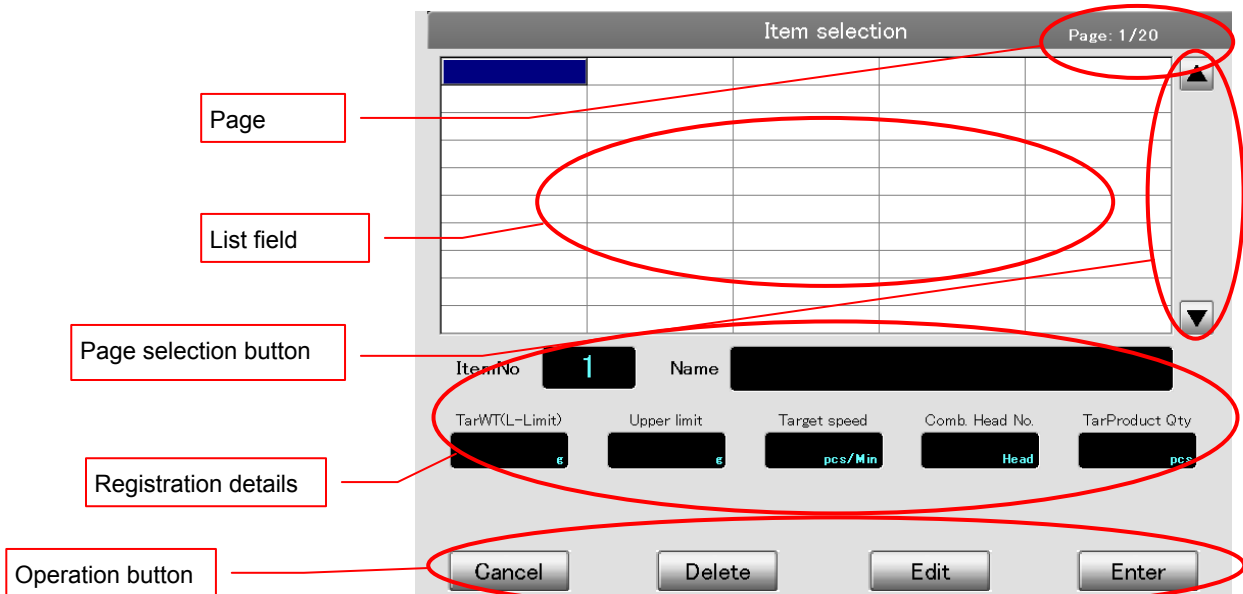 Item selection
Page: 1/20
Page
List field
Page selection button
ItemNo 1 Name
TarWT(L-Limit) Upper limit Target speed Comb. Head No. TarProduct Qty
g g pcs/Min Head pcs
Registration details
Operation button
Cancel Delete Edit Enter